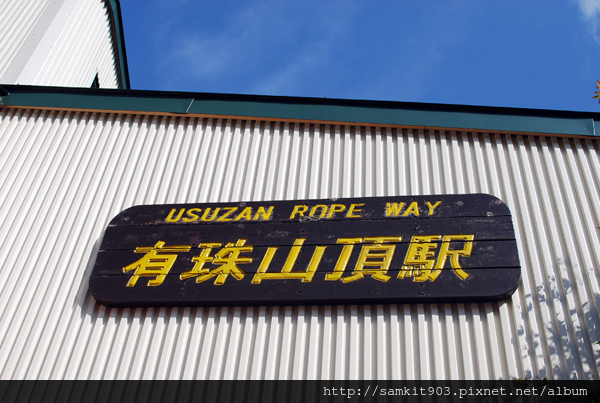 USUZAN ROPE WAY
有珠山頂駅
http://samkit903.pixnet.net/album